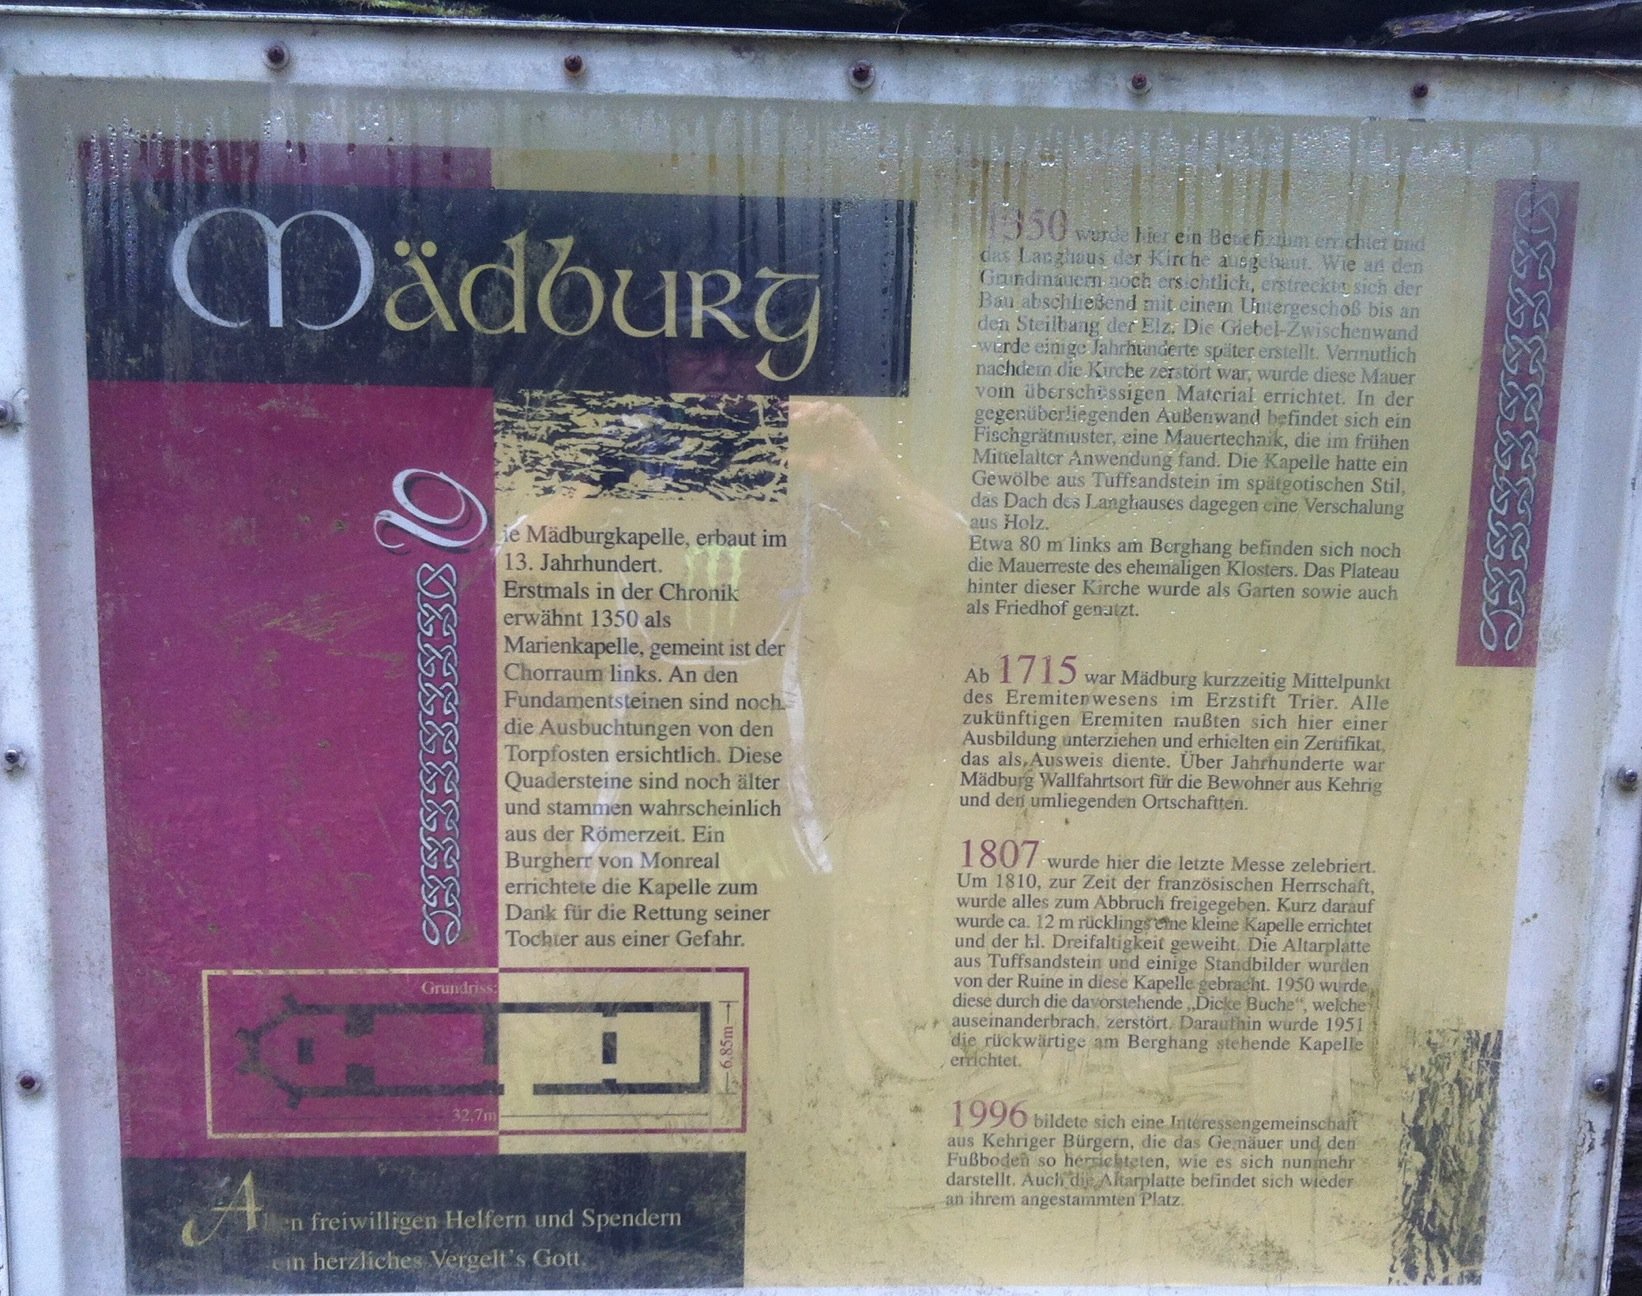 Mädburg
Die Mädburgkapelle, erbaut im
13. Jahrhundert.
Erstmals in der Chronik
erwähnt 1350 als
Marienkapelle, gemeint ist der
Chorraum links. An den
Fundamentsteinen sind noch
die Ausbuchtungen von den
Torpfosten ersichtlich. Diese
Quadersteine sind noch älter
und stammen wahrscheinlich
aus der Römerzeit. Ein
Burgherr von Monreal
errichtete die Kapelle zum
Dank für die Rettung seiner
Tochter aus einer Gefahr.
Grundriss:
6,85m
32,7m
Allen freiwilligen Helfern und Spendern
ein herzliches Vergelt's Gott.
1350 wurde hier ein Benefizium errichtet und
das Langhaus der Kirche ausgebaut. Wie an den
Grundmauern noch ersichtlich, erstreckte sich der
Bau abschließend mit einem Untergeschoß bis an
den Steilhang der Elz. Die Giebel-Zwischenwand
wurde einige Jahrhunderte später erstellt. Vermutlich
nachdem die Kirche zerstört war, wurde diese Mauer
vom überschüssigen Material errichtet. In der
gegenüberliegenden Außenwand befindet sich ein
Fischgrätmuster, eine Mauertechnik, die im frühen
Mittelalter Anwendung fand. Die Kapelle hatte ein
Gewölbe aus Tuffsandstein im spätgotischen Stil,
das Dach des Langhauses dagegen eine Verschalung
aus Holz.
Etwa 80 m links am Berghang befinden sich noch
die Mauerreste des ehemaligen Klosters. Das Plateau
hinter dieser Kirche wurde als Garten sowie auch
als Friedhof genutzt.
Ab 1715 war Mädburg kurzzeitig Mittelpunkt
des Eremitenwesens im Erzstift Trier. Alle
zukünftigen Eremiten mußten sich hier einer
Ausbildung unterziehen und erhielten ein Zertifikat,
das als Ausweis diente. Über Jahrhunderte war
Mädburg Wallfahrtsort für die Bewohner aus Kehrig
und den umliegenden Ortschaftten.
1807 wurde hier die letzte Messe zelebriert.
Um 1810, zur Zeit der französischen Herrschaft,
wurde alles zum Abbruch freigegeben. Kurz darauf
wurde ca. 12 m rücklings eine kleine Kapelle errichtet
und der hl. Dreifaltigkeit geweiht. Die Altarplatte
aus Tuffsandstein und einige Standbilder wurden
von der Ruine in diese Kapelle gebracht. 1950 wurde
diese durch die davorstehende „Dicke Buche“, welche
auseinanderbrach, zerstört. Daraufhin wurde 1951
die rückwärtige am Berghang stehende Kapelle
errichtet.
1996 bildete sich eine Interessengemeinschaft
aus Kehriger Bürgern, die das Gemäuer und den
Fußboden so herrichteten, wie es sich nunmehr
darstellt. Auch die Altarplatte befindet sich wieder
an ihrem angestammten Platz.